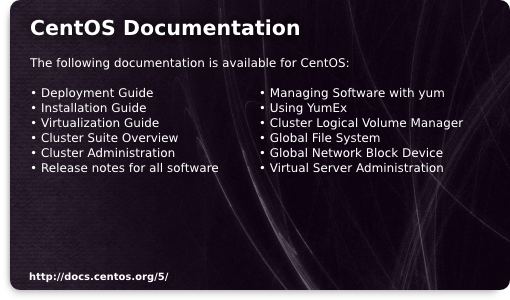 CentOS Documentation
The following documentation is available for CentOS:
• Deployment Guide
• Installation Guide
• Virtualization Guide
• Cluster Suite Overview
• Cluster Administration
• Release notes for all software
• Managing Software with yum
• Using YumEx
• Cluster Logical Volume Manager
• Global File System
• Global Network Block Device
• Virtual Server Administration
http://docs.centos.org/5/